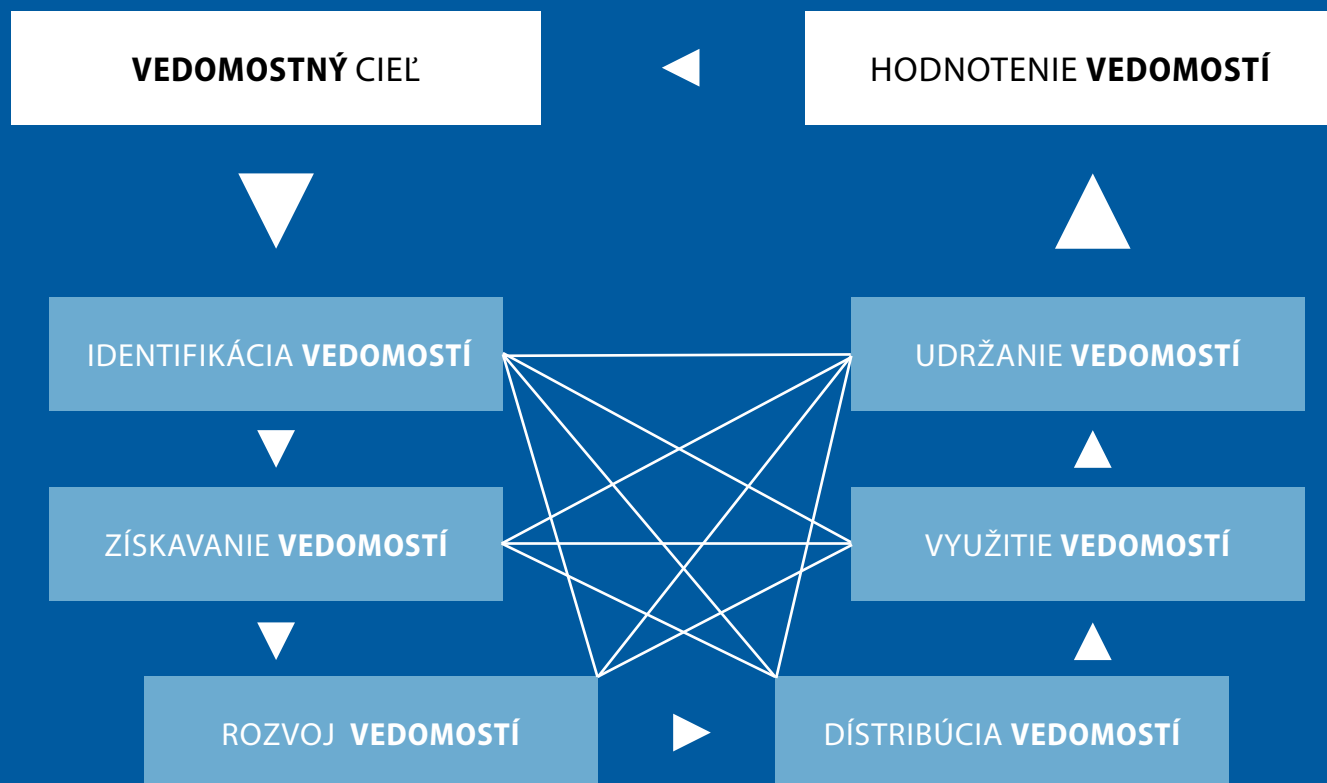 VEDOMOSTNÝ CIEĽ
HODNOTENIE VEDOMOSTÍ
IDENTIFIKÁCIA VEDOMOSTÍ
UDRŽANIE VEDOMOSTÍ
ZÍSKAVANIE VEDOMOSTÍ
VYUŽITIE VEDOMOSTÍ
ROZVOJ VEDOMOSTÍ
DÍSTRIBÚCIA VEDOMOSTÍ